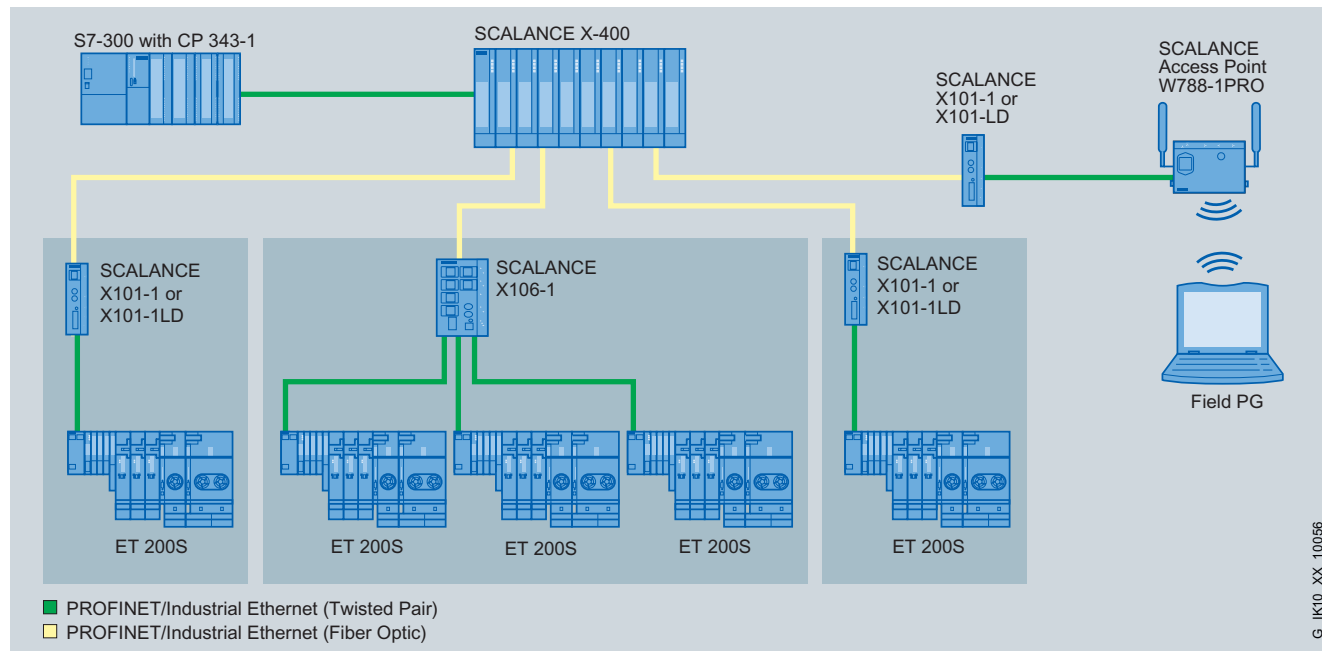 S7-300 with CP 343-1
SCALANCE X-400
SCALANCE
X101-1 or
X101-LD
SCALANCE
Access Point
W788-1PRO
SCALANCE
X101-1 or
X101-1LD
SCALANCE
X106-1
SCALANCE
X101-1 or
X101-1LD
Field PG
ET 200S
ET 200S
ET 200S
ET 200S
ET 200S
PROFINET/Industrial Ethernet (Twisted Pair)
PROFINET/Industrial Ethernet (Fiber Optic)
G_IK10_XX_10056